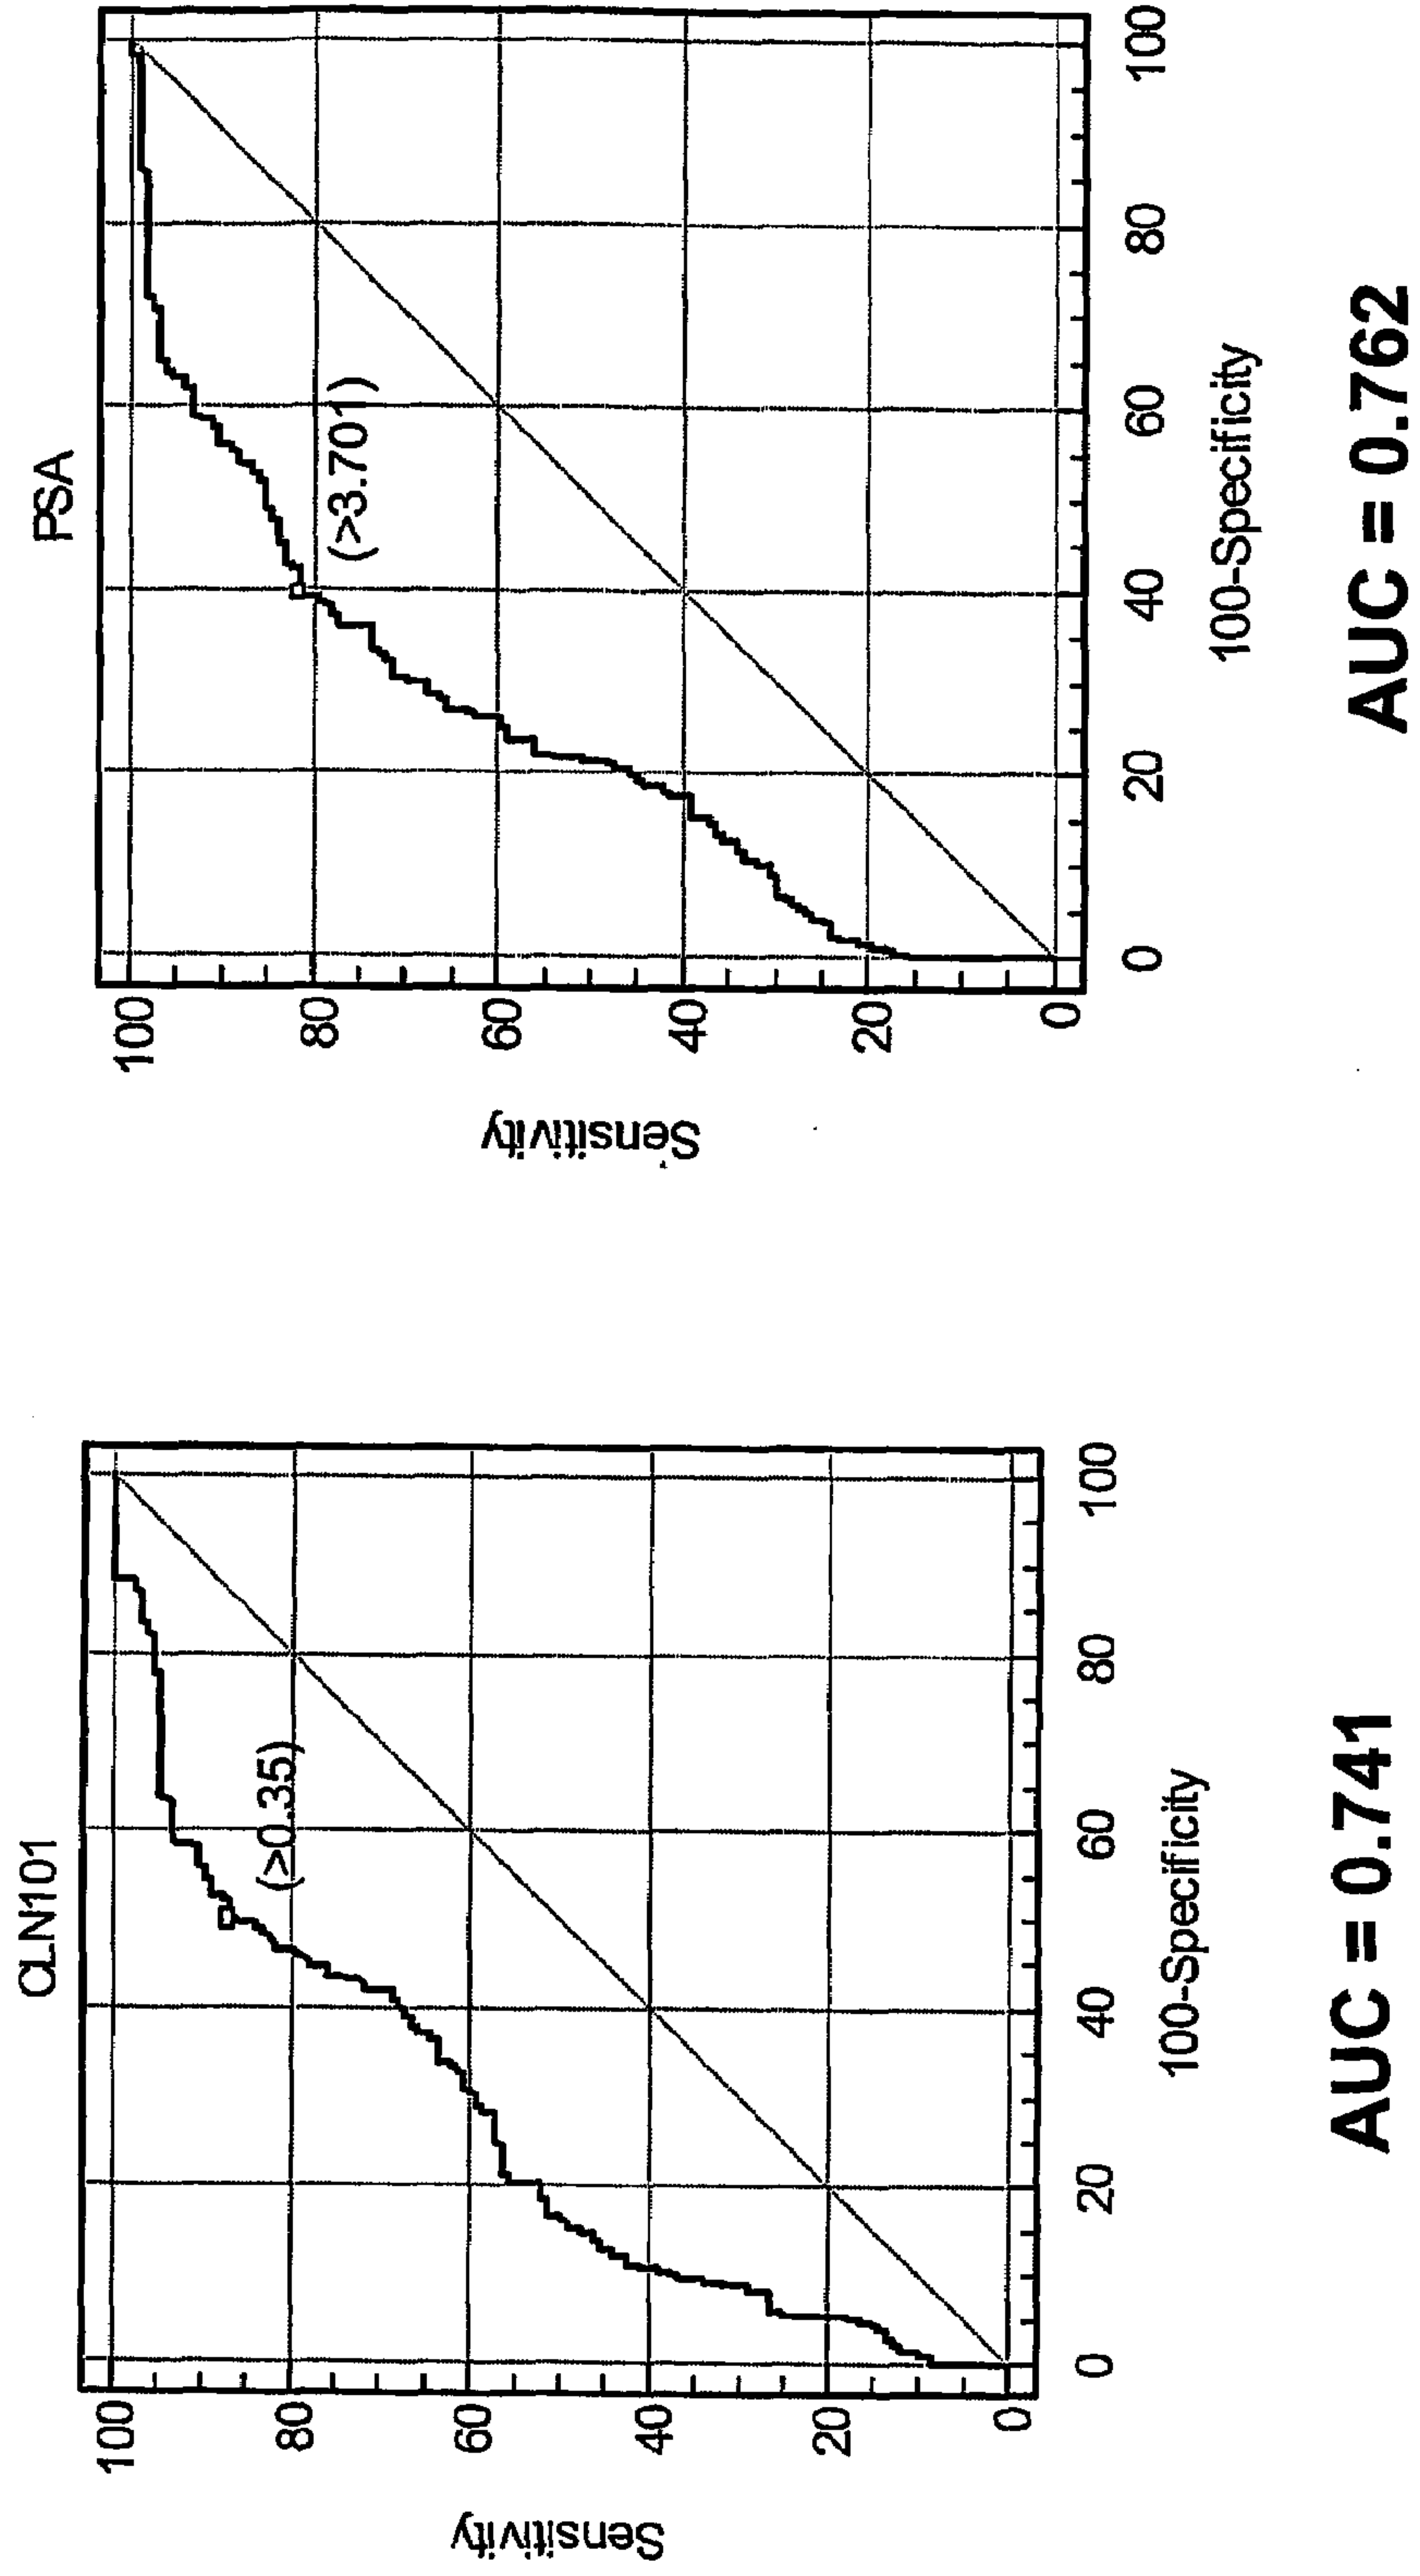 CLN101
Sensitivity
100
80
60
40
20
0
(>0.35)
0 20 40 60 80 100
100-Specificity
AUC = 0.741
PSA
Sensitivity
100
80
60
40
20
0
(>3.701)
0 20 40 60 80 100
100-Specificity
AUC = 0.762